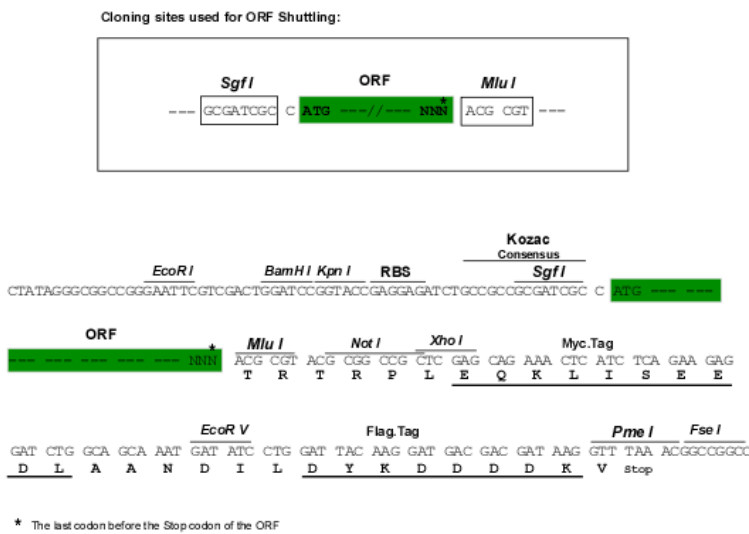 Cloning sites used for ORF Shuttling:
Sgf I ORF Mlu I
--- GCGATCGC C ATG ---//--- NNN* ACG CGT ---
Kozac
Consensus
EcoR I BamH I Kpn I RBS Sgf I
CTATAGGGCGGCCGGGAATTCGTCGACTGGATCCGGTACCGAGGAGATCTGCCGCCGCGATCGC C ATG --- ---
ORF Mlu I Not I Xho I Myc.Tag
--- --- --- --- --- --- NNN* ACG CGT ACG CGG CCG CTC GAG CAG AAA CTC ATC TCA GAA GAG
T R T R P L E Q K L I S E E
EcoR V Flag.Tag Pme I Fse I
GAT CTG GCA GCA AAT GAT ATC CTG GAT TAC AAG GAT GAC GAC GAT AAG GTT TAA ACGGCCGGCC
D L A A N D I L D Y K D D D D K V Stop
* The last codon before the Stop codon of the ORF